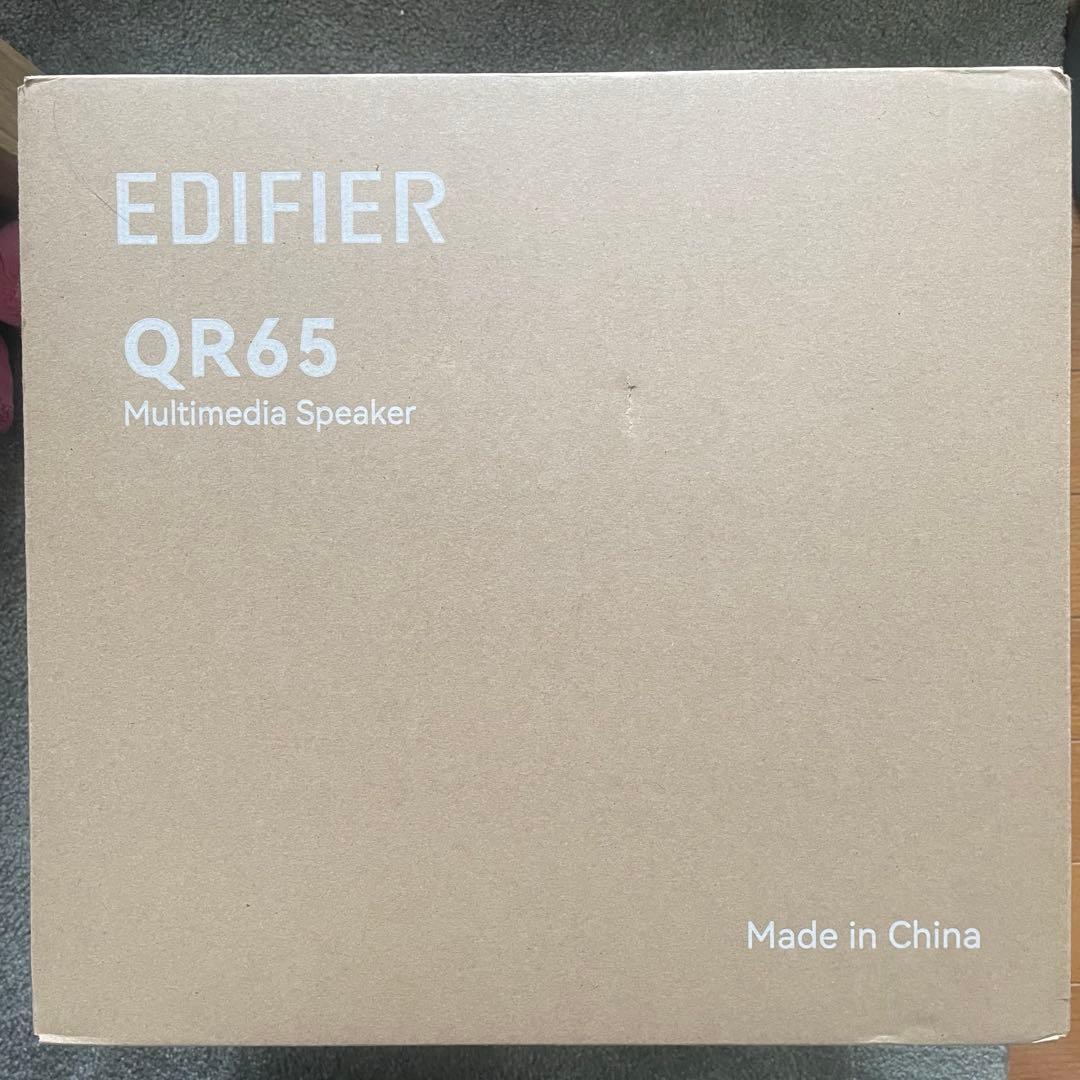 EDIFIER
QR65
Multimedia Speaker
Made in China